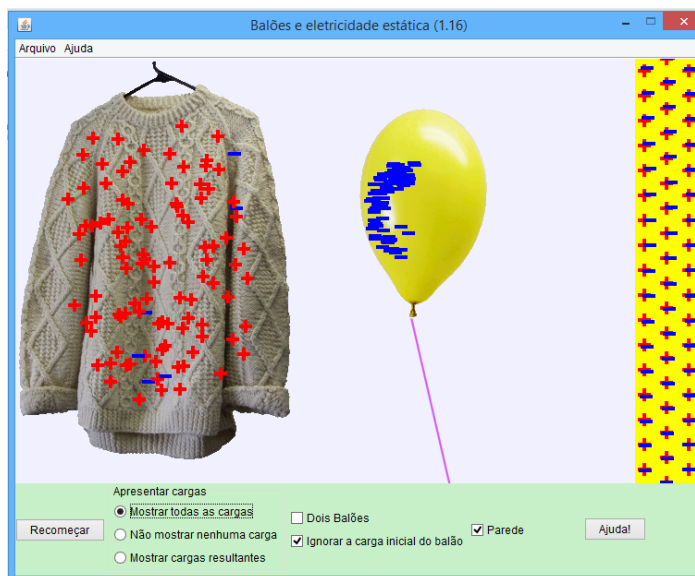 Balões e eletricidade estática (1.16)
Arquivo Ajuda
Apresentar cargas
Mostrar todas as cargas
Não mostrar nenhuma carga
Mostrar cargas resultantes
Recomeçar
Dois Balões
Ignorar a carga inicial do balão
Parede
Ajuda!